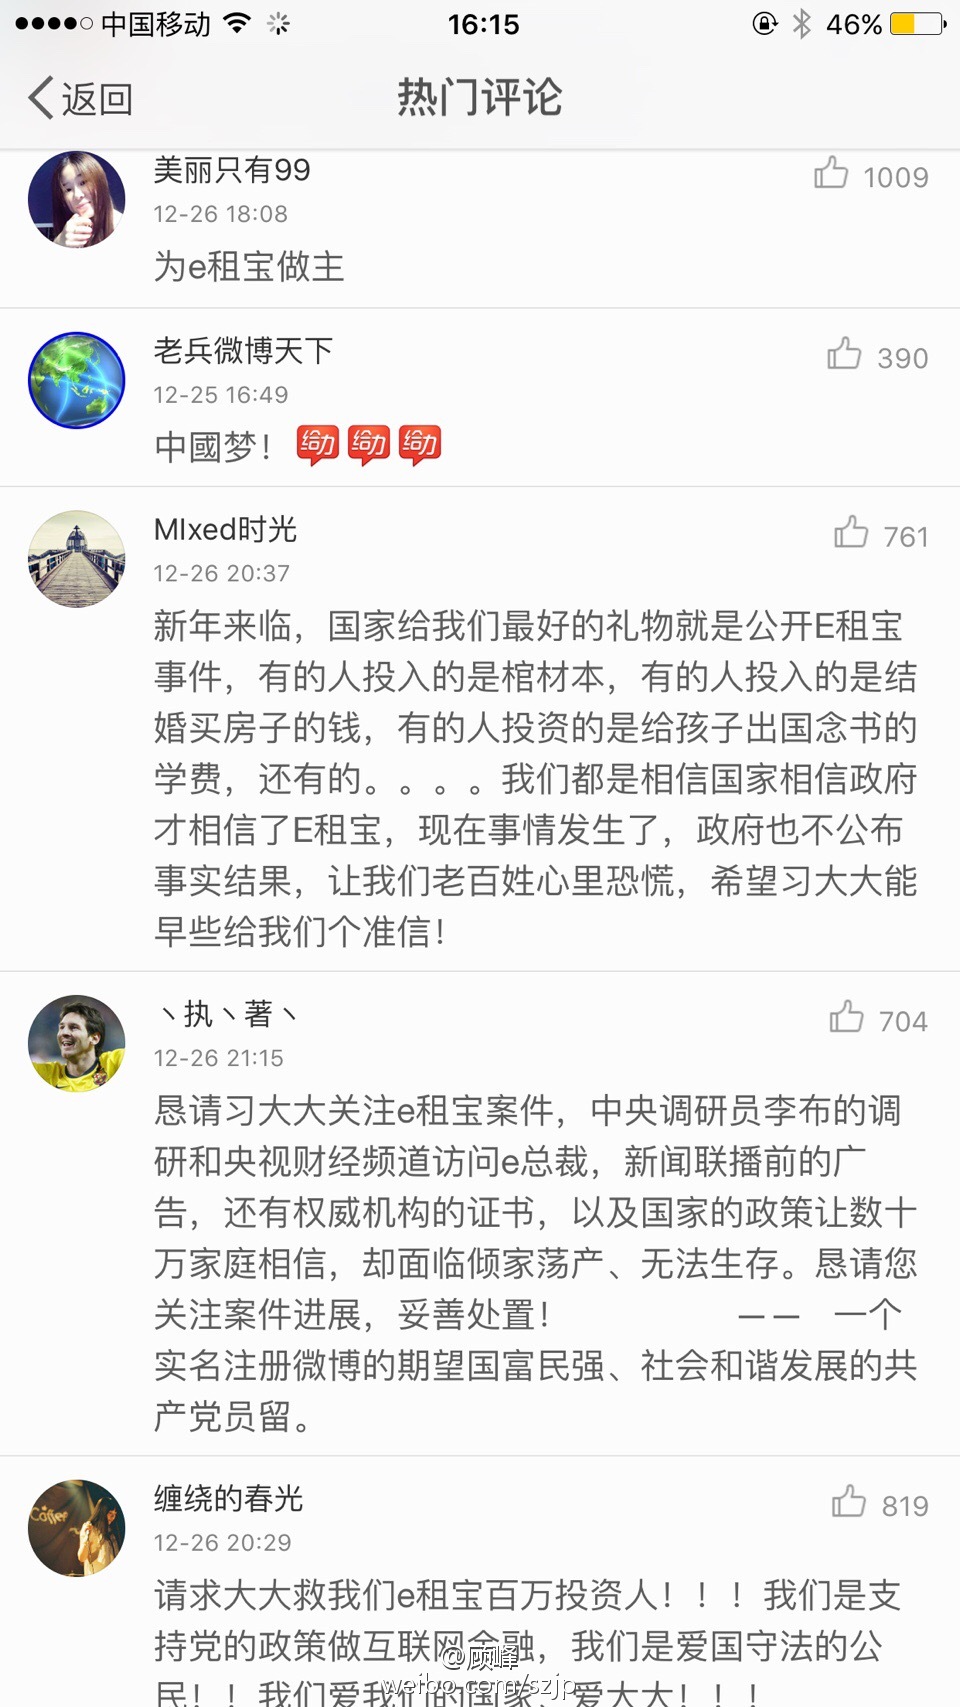 中国移动 16:15 46%
返回 热门评论
美丽只有99 1009
12-26 18:08
为e租宝做主
老兵微博天下 390
12-25 16:49
中國梦！ 给力 给力 给力
MIxed时光 761
12-26 20:37
新年来临，国家给我们最好的礼物就是公开E租宝
事件，有的人投入的是棺材本，有的人投入的是结
婚买房子的钱，有的人投资的是给孩子出国念书的
学费，还有的。。。。我们都是相信国家相信政府
才相信了E租宝，现在事情发生了，政府也不公布
事实结果，让我们老百姓心里恐慌，希望习大大能
早些给我们个准信！
丶执丶著丶 704
12-26 21:15
恳请习大大关注e租宝案件，中央调研员李布的调
研和央视财经频道访问e总裁，新闻联播前的广
告，还有权威机构的证书，以及国家的政策让数十
万家庭相信，却面临倾家荡产、无法生存。恳请您
关注案件进展，妥善处置！ —— 一个
实名注册微博的期望国富民强、社会和谐发展的共
产党员留。
缠绕的春光 819
12-26 20:29
Coffee
请求大大救我们e租宝百万投资人！！！我们是支
持党的政策做互联网金融，我们是爱国守法的公
民！！我们爱我们的国家、爱大大！！！
@顾峰
weibo.com/szjp